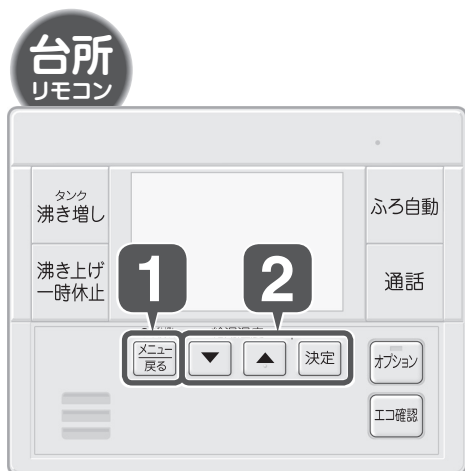 台所
リモコン
タンク
沸き増し
ふろ自動
沸き上げ
一時休止
1
2
通話
メニュー
戻る
▼
▲
決定
オプション
エコ確認